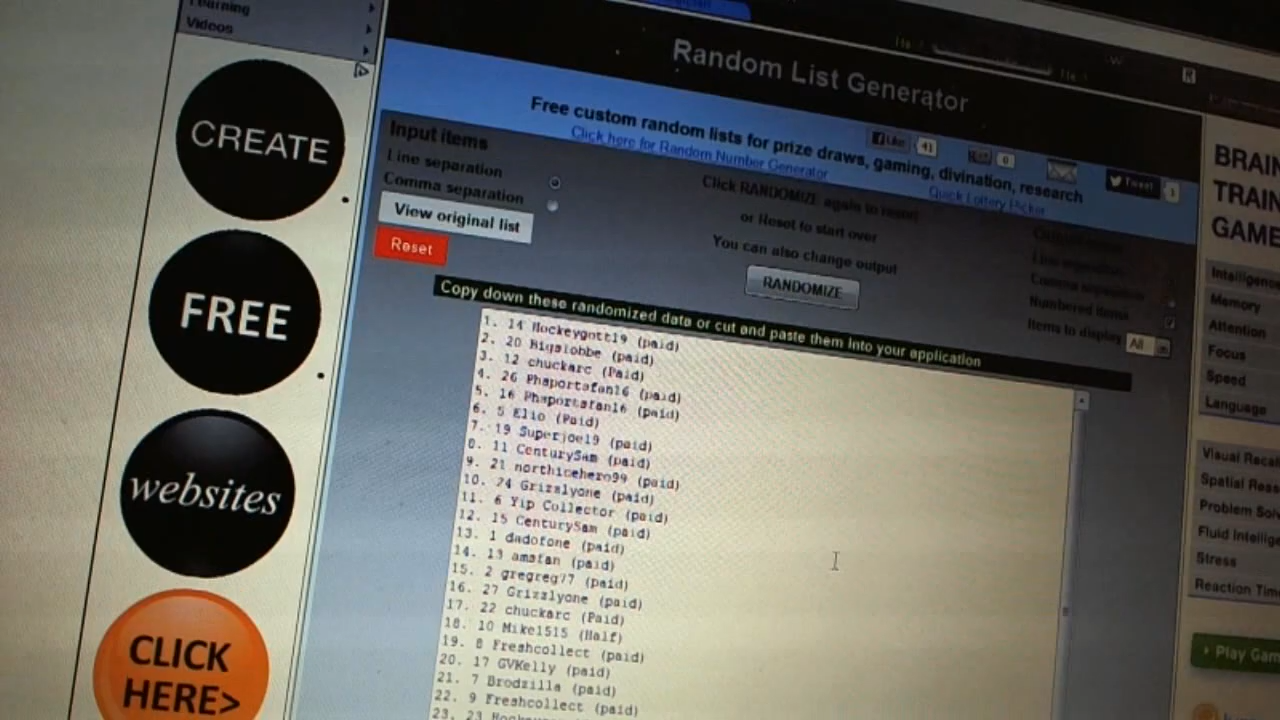 Learning
Videos
CREATE
FREE
websites
CLICK
HERE>
Random List Generator
Free custom random lists for prize draws, gaming, divination, research
Click here for Random Number Generator
Quick Lottery Picker
Like
41
0
Tweet
1
Input items
Line separation
Comma separation
View original list
Reset
Click RANDOMIZE again to resort
or Reset to start over
You can also change output
RANDOMIZE
Line separation
Comma separation
Numbered items
Items to display
All
Copy down these randomized data or cut and paste them into your application
1. 14 Hockeygott19 (paid)
2. 20 Bigslobbe (paid)
3. 12 chuckarc (Paid)
4. 26 Phsportsfan16 (paid)
5. 16 Phsportsfan16 (paid)
6. 5 Elio (Paid)
7. 19 Superjoe19 (paid)
8. 11 CenturySam (paid)
9. 21 northicehero99 (paid)
10. 24 Grizzlyone (paid)
11. 6 Yip Collector (paid)
12. 15 CenturySam (paid)
13. 1 dadofone (paid)
14. 13 amsfan (paid)
15. 2 gregreg77 (paid)
16. 27 Grizzlyone (paid)
17. 22 chuckarc (Paid)
18. 10 Mike1515 (Half)
19. 8 Freshcollect (paid)
20. 17 GVKelly (paid)
21. 7 Brodzilla (paid)
22. 9 Freshcollect (paid)
23. 23
BRAIN
TRAIN
GAME
Intelligenc
Memory
Attention
Focus
Speed
Language
Visual Reca
Spatial Reas
Problem Solv
Fluid Intellig
Stress
Reaction Tim
Play Gam